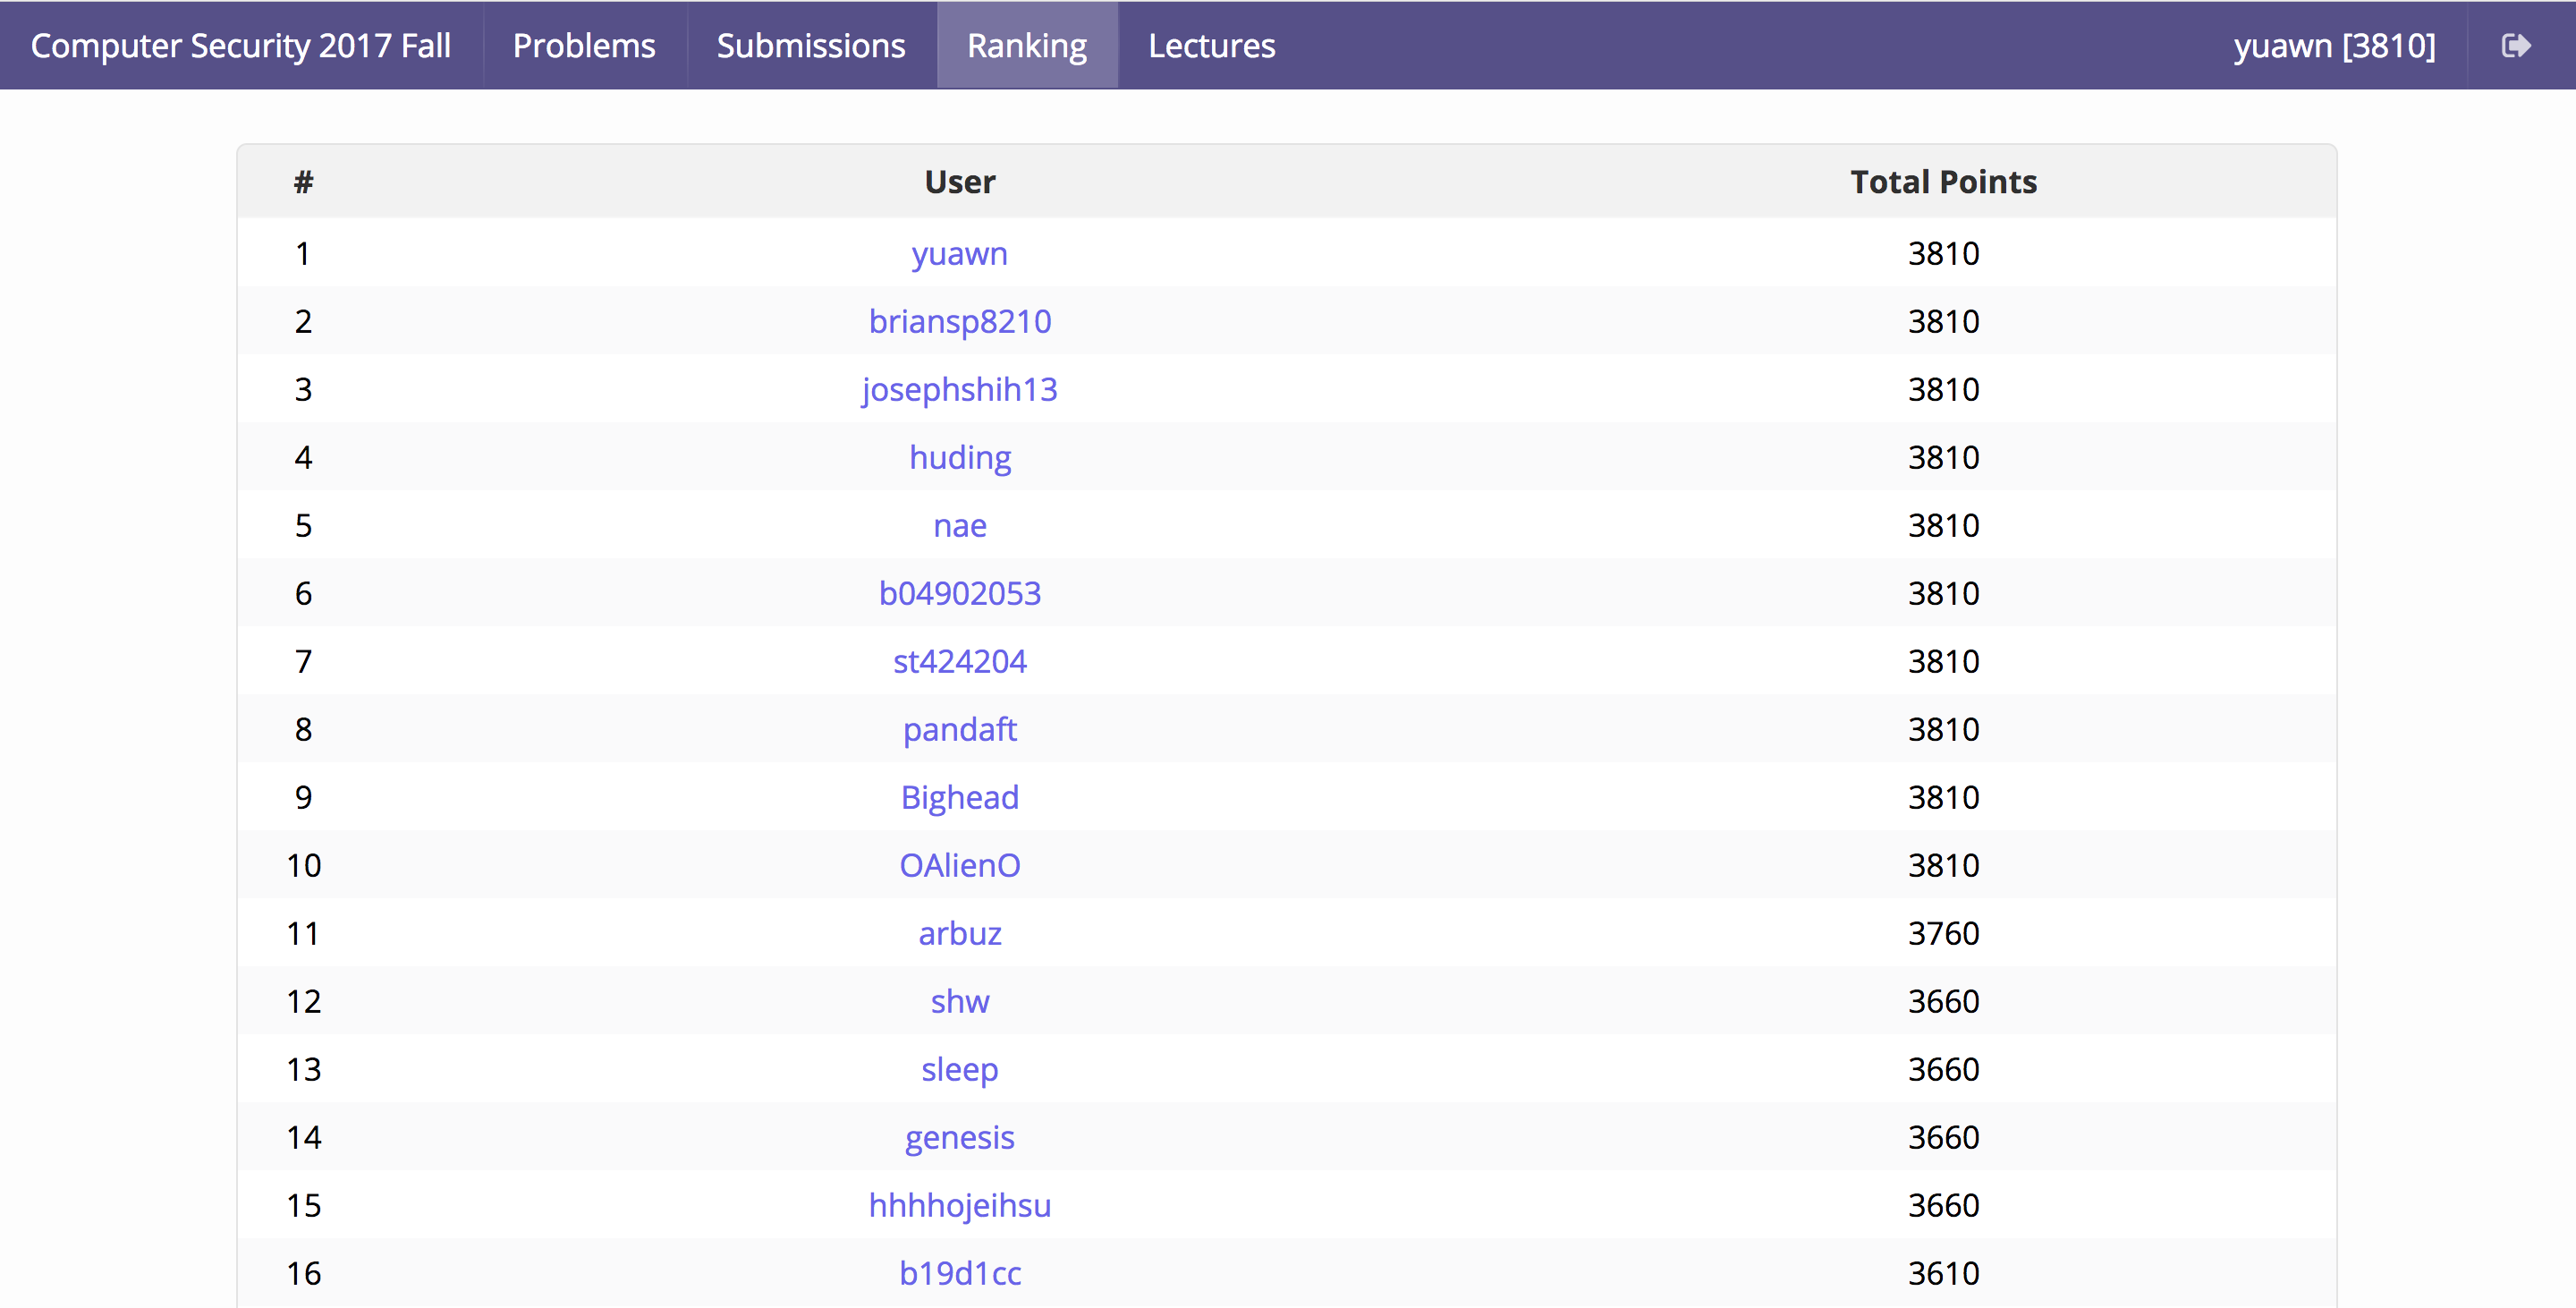 Computer Security 2017 Fall Problems Submissions Ranking Lectures yuawn [3810]
# User Total Points
1 yuawn 3810
2 briansp8210 3810
3 josephshih13 3810
4 huding 3810
5 nae 3810
6 b04902053 3810
7 st424204 3810
8 pandaft 3810
9 Bighead 3810
10 OAlienO 3810
11 arbuz 3760
12 shw 3660
13 sleep 3660
14 genesis 3660
15 hhhhojeihsu 3660
16 b19d1cc 3610